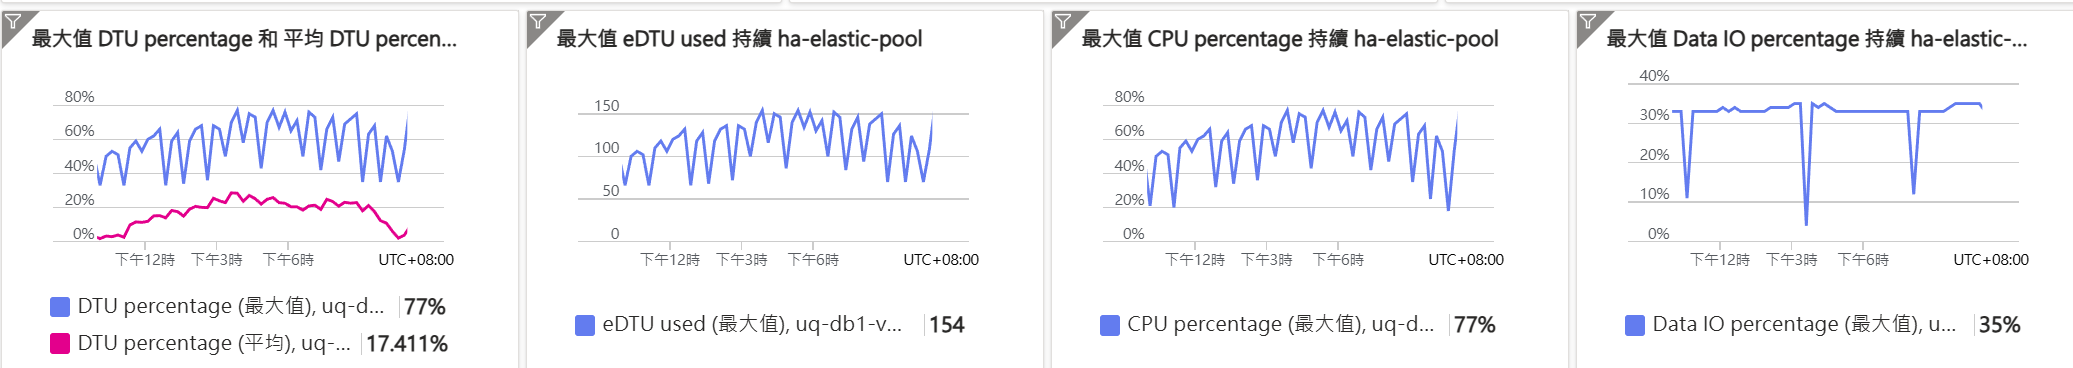 最大值 DTU percentage 和 平均 DTU percen...
80%
60%
40%
20%
0%
下午12時 下午3時 下午6時 UTC+08:00
DTU percentage (最大值), uq-d... 77%
DTU percentage (平均), uq-... 17.411%
最大值 eDTU used 持續 ha-elastic-pool
150
100
50
0
下午12時 下午3時 下午6時 UTC+08:00
eDTU used (最大值), uq-db1-v... 154
最大值 CPU percentage 持續 ha-elastic-pool
80%
60%
40%
20%
0%
下午12時 下午3時 下午6時 UTC+08:00
CPU percentage (最大值), uq-d... 77%
最大值 Data IO percentage 持續 ha-elastic-...
40%
30%
20%
10%
0%
下午12時 下午3時 下午6時 UTC+08:00
Data IO percentage (最大值), u... 35%